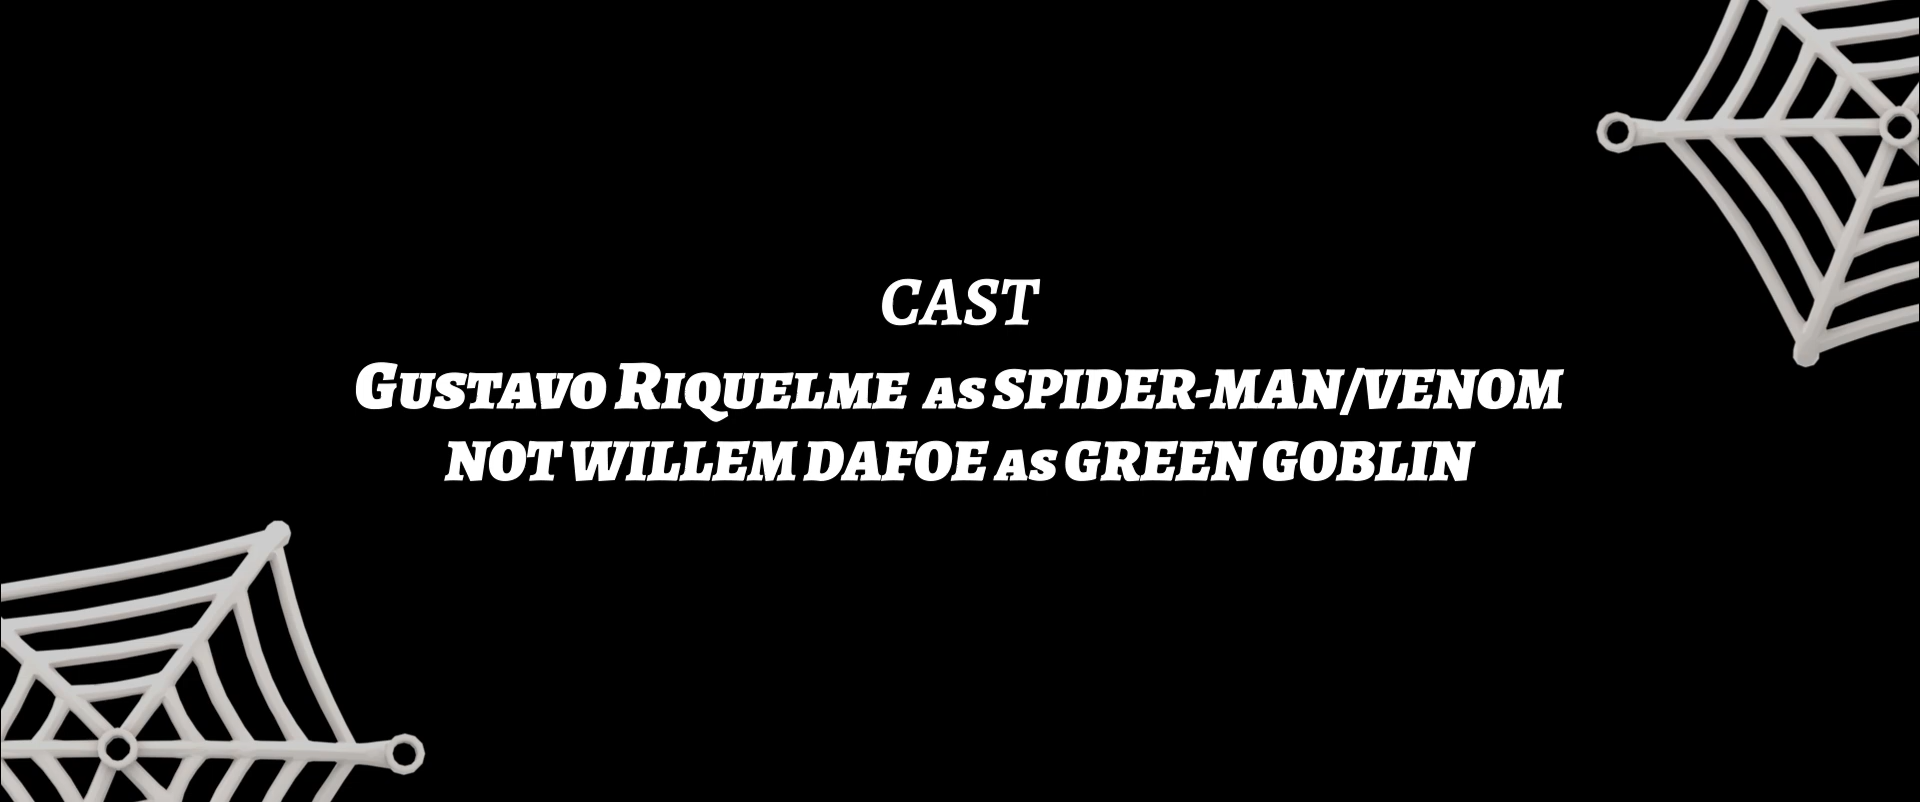 CAST
Gustavo Riquelme as SPIDER-MAN/VENOM
NOT WILLEM DAFOE as GREEN GOBLIN